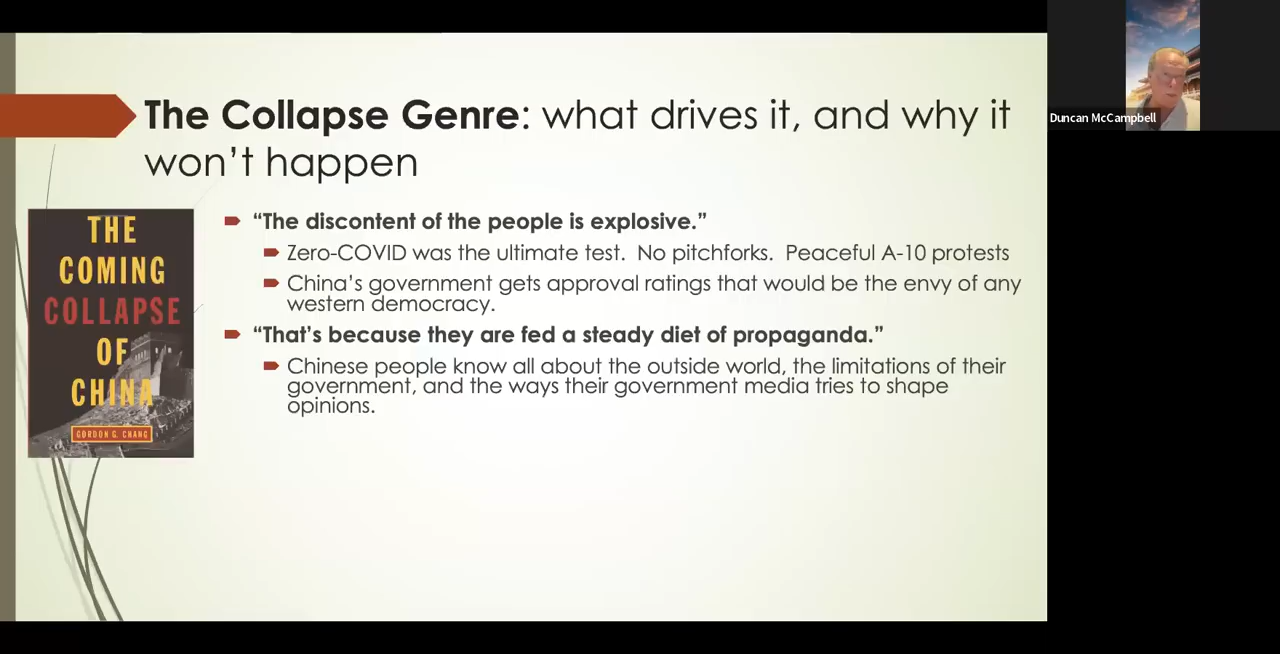 The Collapse Genre: what drives it, and why it
won’t happen
THE
COMING
COLLAPSE
OF
CHINA
GORDON G. CHANG
“The discontent of the people is explosive.”
Zero-COVID was the ultimate test.  No pitchforks.  Peaceful A-10 protests
China’s government gets approval ratings that would be the envy of any
western democracy.
“That’s because they are fed a steady diet of propaganda.”
Chinese people know all about the outside world, the limitations of their
government, and the ways their government media tries to shape
opinions.
Duncan McCampbell